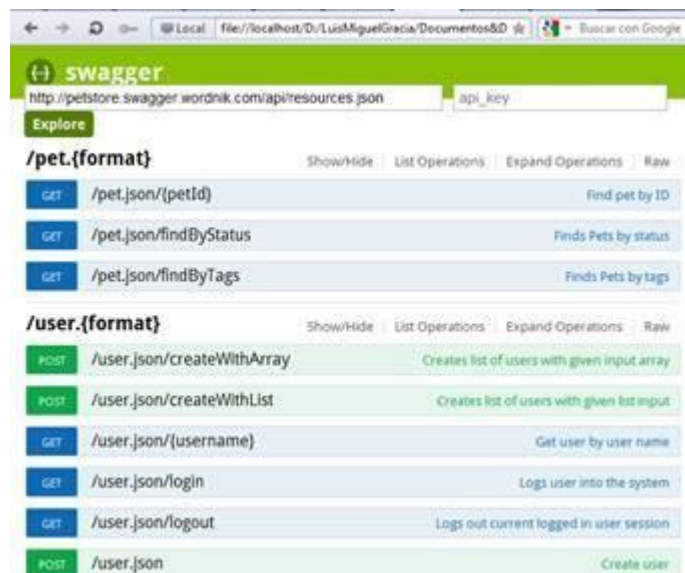 Local file://localhost/D:/LuisMiguelGracia/Documentos&D Buscar con Google
swagger
http://petstore.swagger.wordnik.com/api/resources.json api_key
Explore
/pet.{format} Show/Hide List Operations Expand Operations Raw
GET /pet.json/{petId} Find pet by ID
GET /pet.json/findByStatus Finds Pets by status
GET /pet.json/findByTags Finds Pets by tags
/user.{format} Show/Hide List Operations Expand Operations Raw
POST /user.json/createWithArray Creates list of users with given input array
POST /user.json/createWithList Creates list of users with given list input
GET /user.json/{username} Get user by user name
GET /user.json/login Logs user into the system
GET /user.json/logout Logs out current logged in user session
POST /user.json Create user